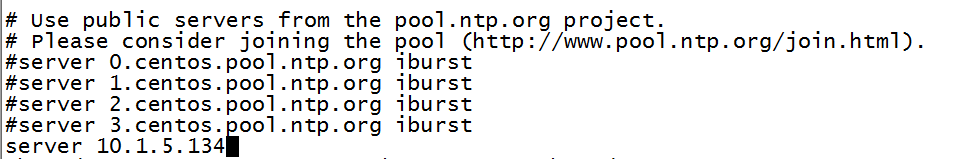 # Use public servers from the pool.ntp.org project.
# Please consider joining the pool (http://www.pool.ntp.org/join.html).
#server 0.centos.pool.ntp.org iburst
#server 1.centos.pool.ntp.org iburst
#server 2.centos.pool.ntp.org iburst
#server 3.centos.pool.ntp.org iburst
server 10.1.5.134